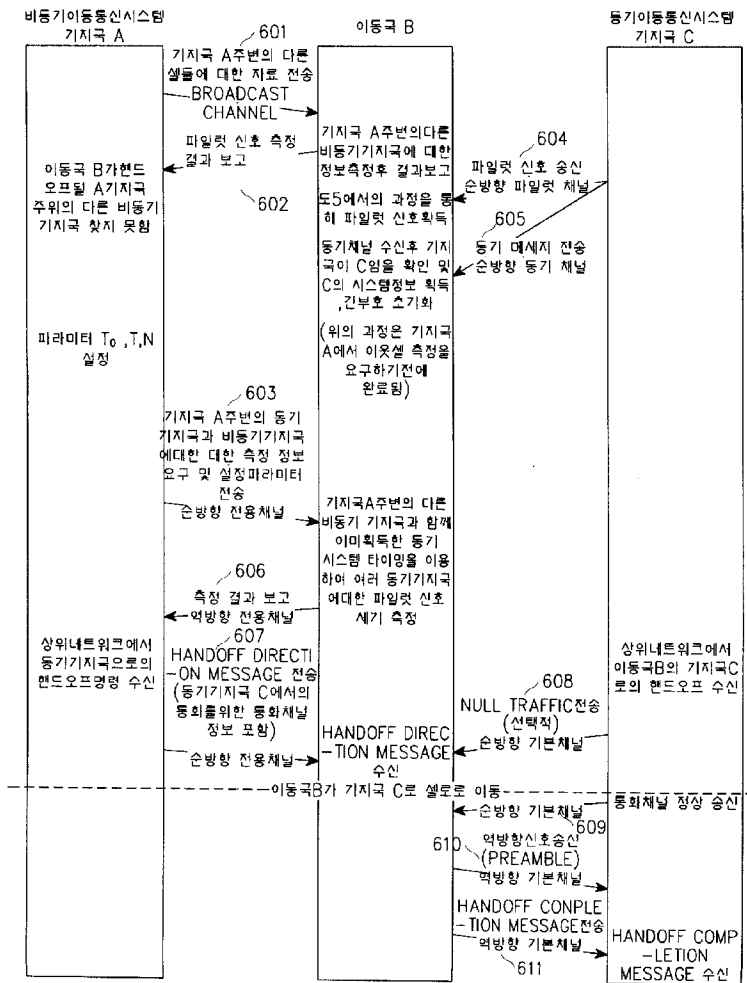 비동기이동통신시스템
기지국 A
이동국 B
동기이동통신시스템
기지국 C
601
기지국 A주변의 다른
셀들에 대한 자료 전송
BROADCAST
CHANNEL
파일럿 신호 측정
결과 보고
602
이동국 B가핸드
오프될 A기지국
주위의 다른 비동기
기지국 찾지 못함
기지국 A주변의다른
비동기기지국에 대한
정보측정후 결과보고
도5에서의 과정을 통
해 파일럿 신호획득
604
파일럿 신호 송신
순방향 파일럿 채널
605
동기 메세지 전송
순방향 동기 채널
동기채널 수신후 기지
국이 C임을 확인 및
C의 시스템정보 획득
,긴부호 초기화
(위의 과정은 기지국
A에서 이웃셀 측정을
요구하기전에
완료됨)
파라미터 T₀ ,T,N
설정
603
기지국 A주변의 동기
기지국과 비동기기지국
에대한 대한 측정 정보
요구 및 설정파라미터
전송
순방향 전용채널
기지국A주변의 다른
비동기 기지국과 함께
이미획득한 동기
시스템 타이밍을 이용
하여 여러 동기기지국
에대한 파일럿 신호
세기 측정
606
측정 결과 보고
역방향 전용채널
상위네트워크에서
동기기지국으로의
핸드오프명령 수신
607
HANDOFF DIRECTI
-ON MESSAGE 전송
(동기기지국 C에서의
통화를위한 통화채널
정보 포함)
순방향 전용채널
HANDOFF DIREC
-TION MESSAGE
수신
상위네트워크에서
이동국B의 기지국C
로의 핸드오프 수신
608
NULL TRAFFIC전송
(선택적)
순방향 기본채널
이동국B가 기지국 C로 셀로로 이동
통화채널 정상 송신
순방향 기본채널
609
610
역방향신호송신
(PREAMBLE)
역방향 기본채널
HANDOFF CONPLE
-TION MESSAGE전송
역방향 기본채널
611
HANDOFF COMP
-LETION
MESSAGE 수신